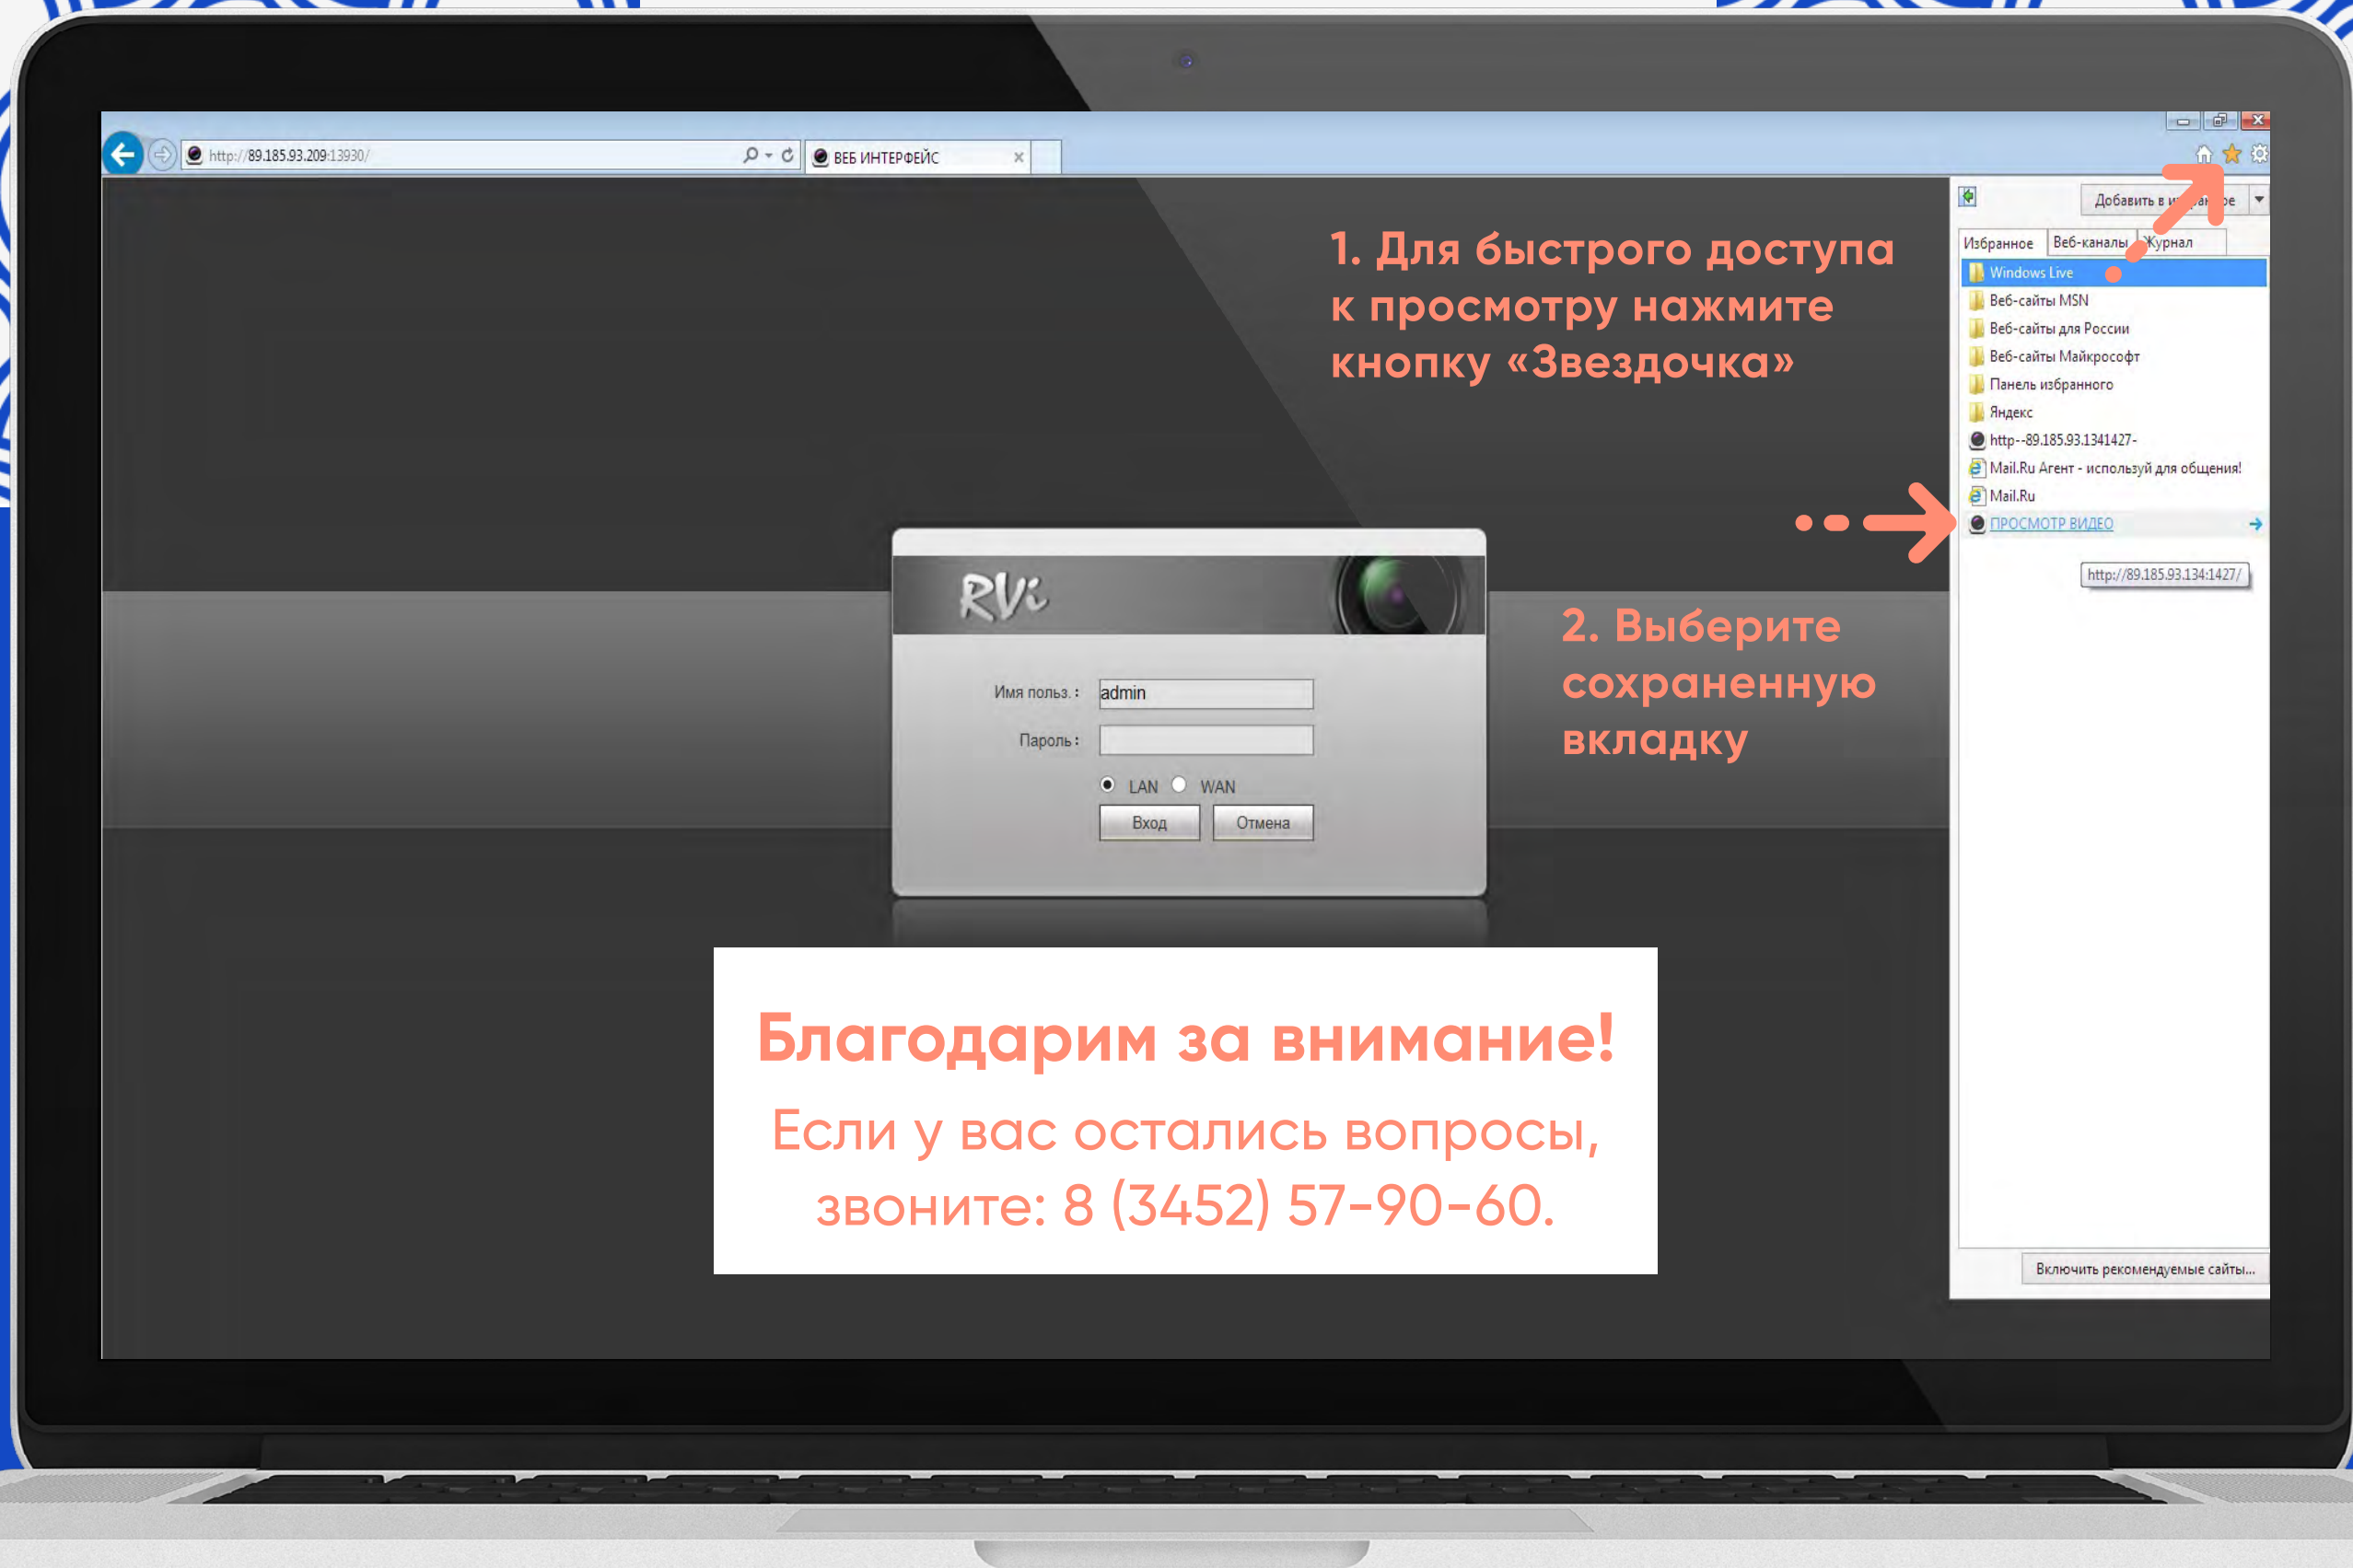 http://89.185.93.209:13930/
ВЕБ ИНТЕРФЕЙС
Добавить в
Избранное Веб-каналы Журнал
1. Для быстрого доступа
к просмотру нажмите
кнопку «Звездочка»
Windows Live
Веб-сайты MSN
Веб-сайты для России
Веб-сайты Майкрософт
Панель избранного
Яндекс
http--89.185.93.1341427-
Mail.Ru Агент - используй для общения!
Mail.Ru
ПРОСМОТР ВИДЕО
http://89.185.93.134:1427/
2. Выберите
сохраненную
вкладку
RVi
Имя польз.: admin
Пароль:
LAN WAN
Вход Отмена
Благодарим за внимание!
Если у вас остались вопросы,
звоните: 8 (3452) 57-90-60.
Включить рекомендуемые сайты...